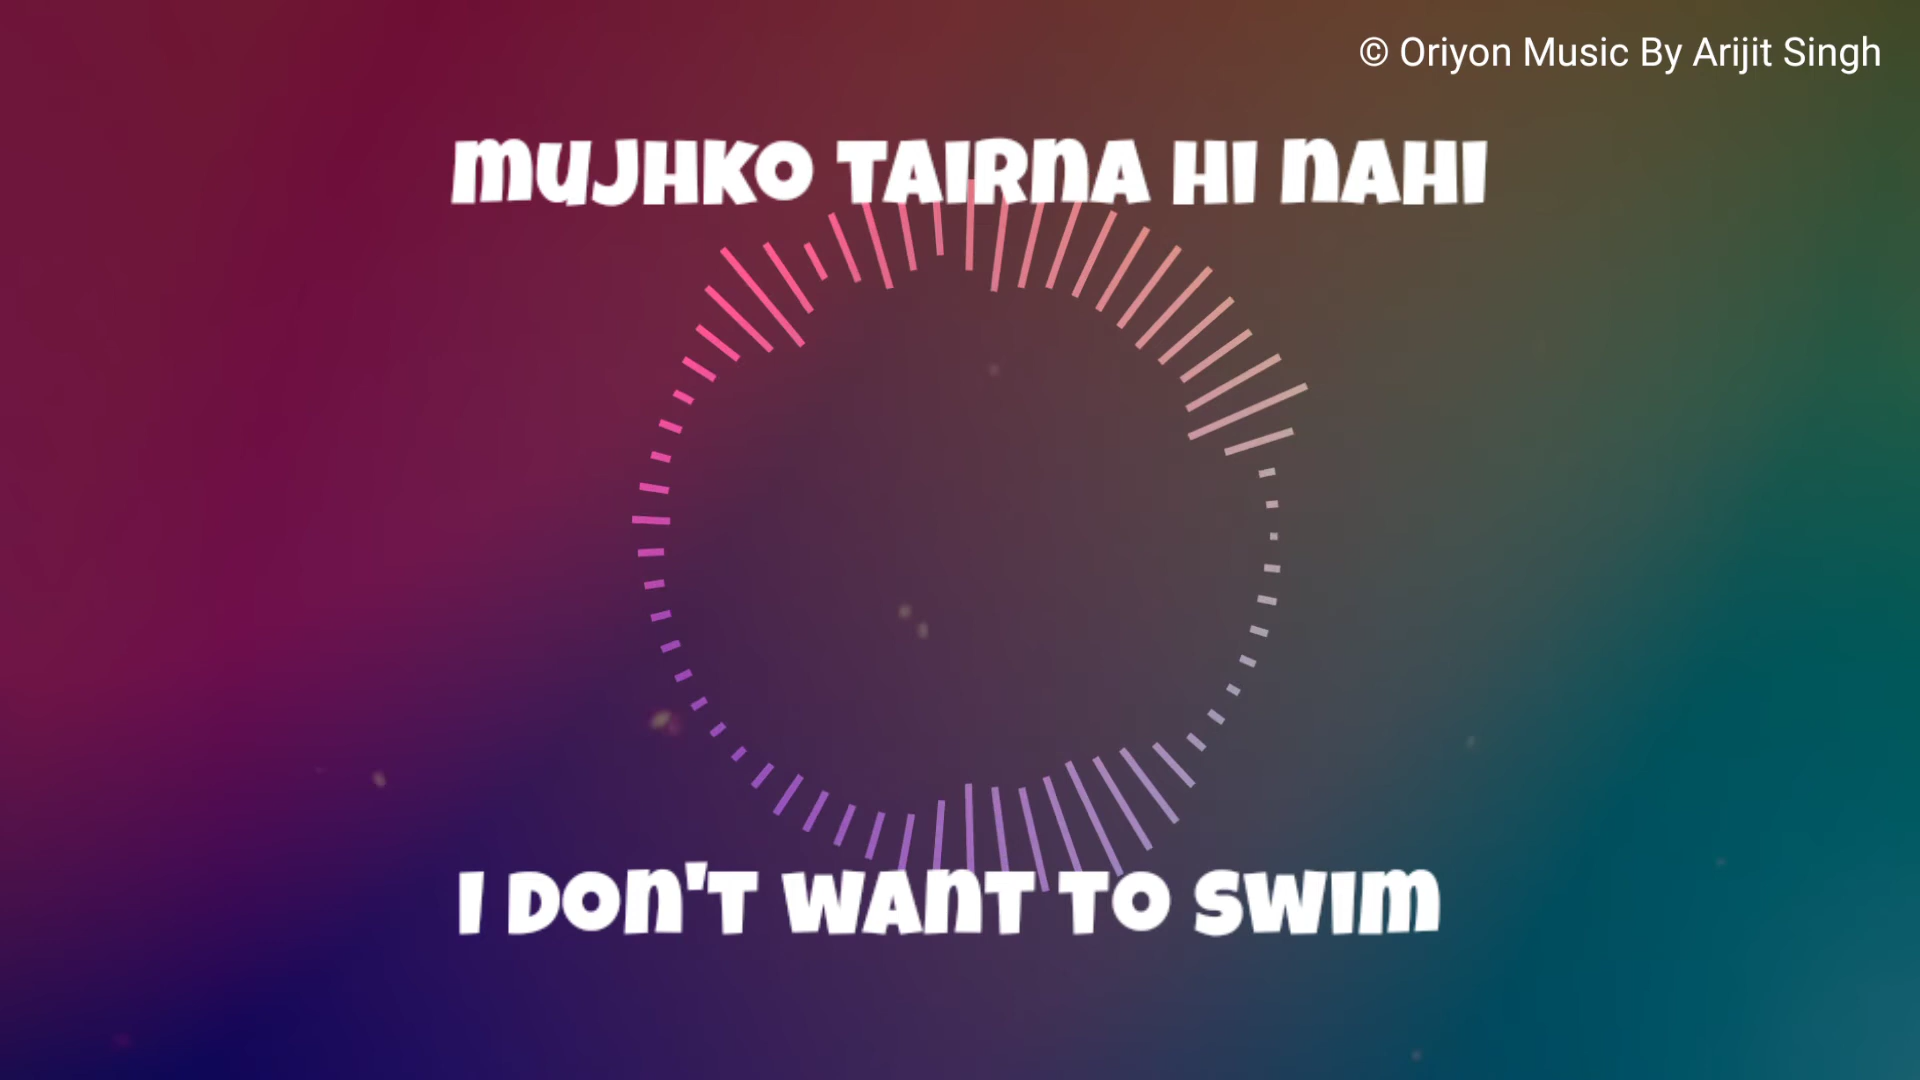 © Oriyon Music By Arijit Singh
MUJHKO TAIRNA HI NAHI
I DON'T WANT TO SWIM